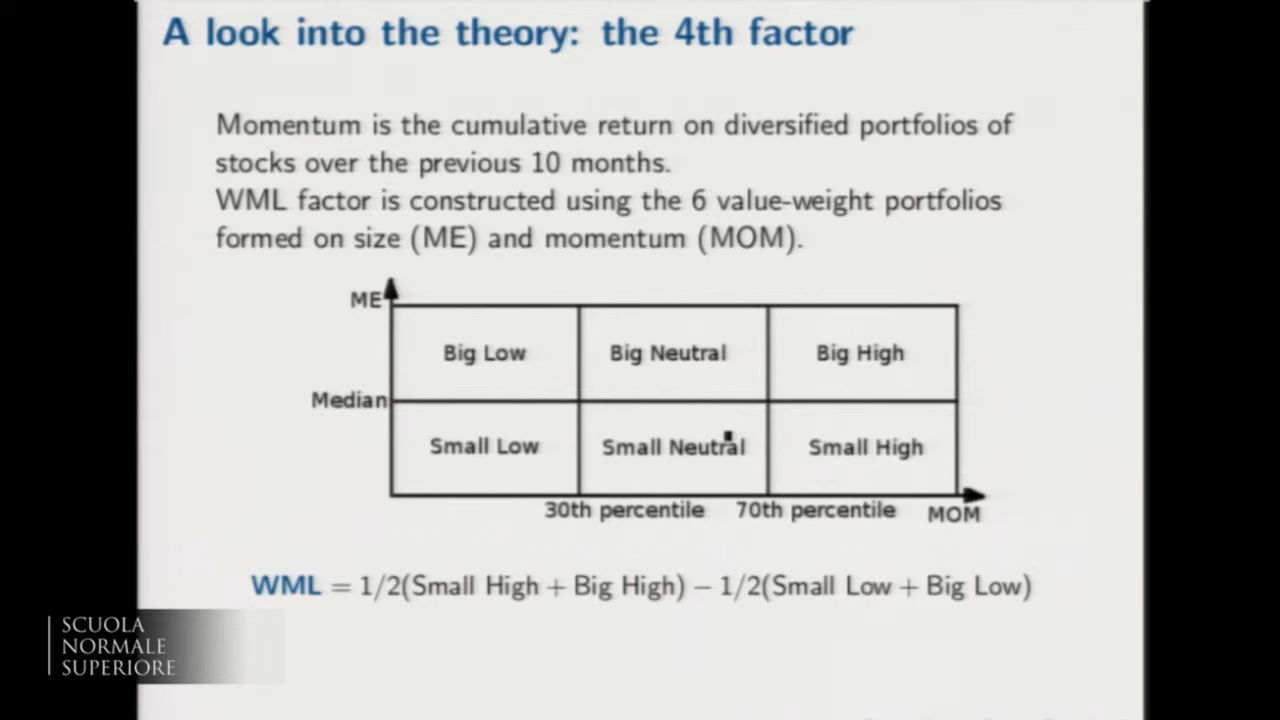 A look into the theory: the 4th factor
Momentum is the cumulative return on diversified portfolios of
stocks over the previous 10 months.
WML factor is constructed using the 6 value-weight portfolios
formed on size (ME) and momentum (MOM).
ME
Big Low
Big Neutral
Big High
Median
Small Low
Small Neutral
Small High
30th percentile
70th percentile
MOM
WML = 1/2(Small High + Big High) − 1/2(Small Low + Big Low)
SCUOLA
NORMALE
SUPERIORE